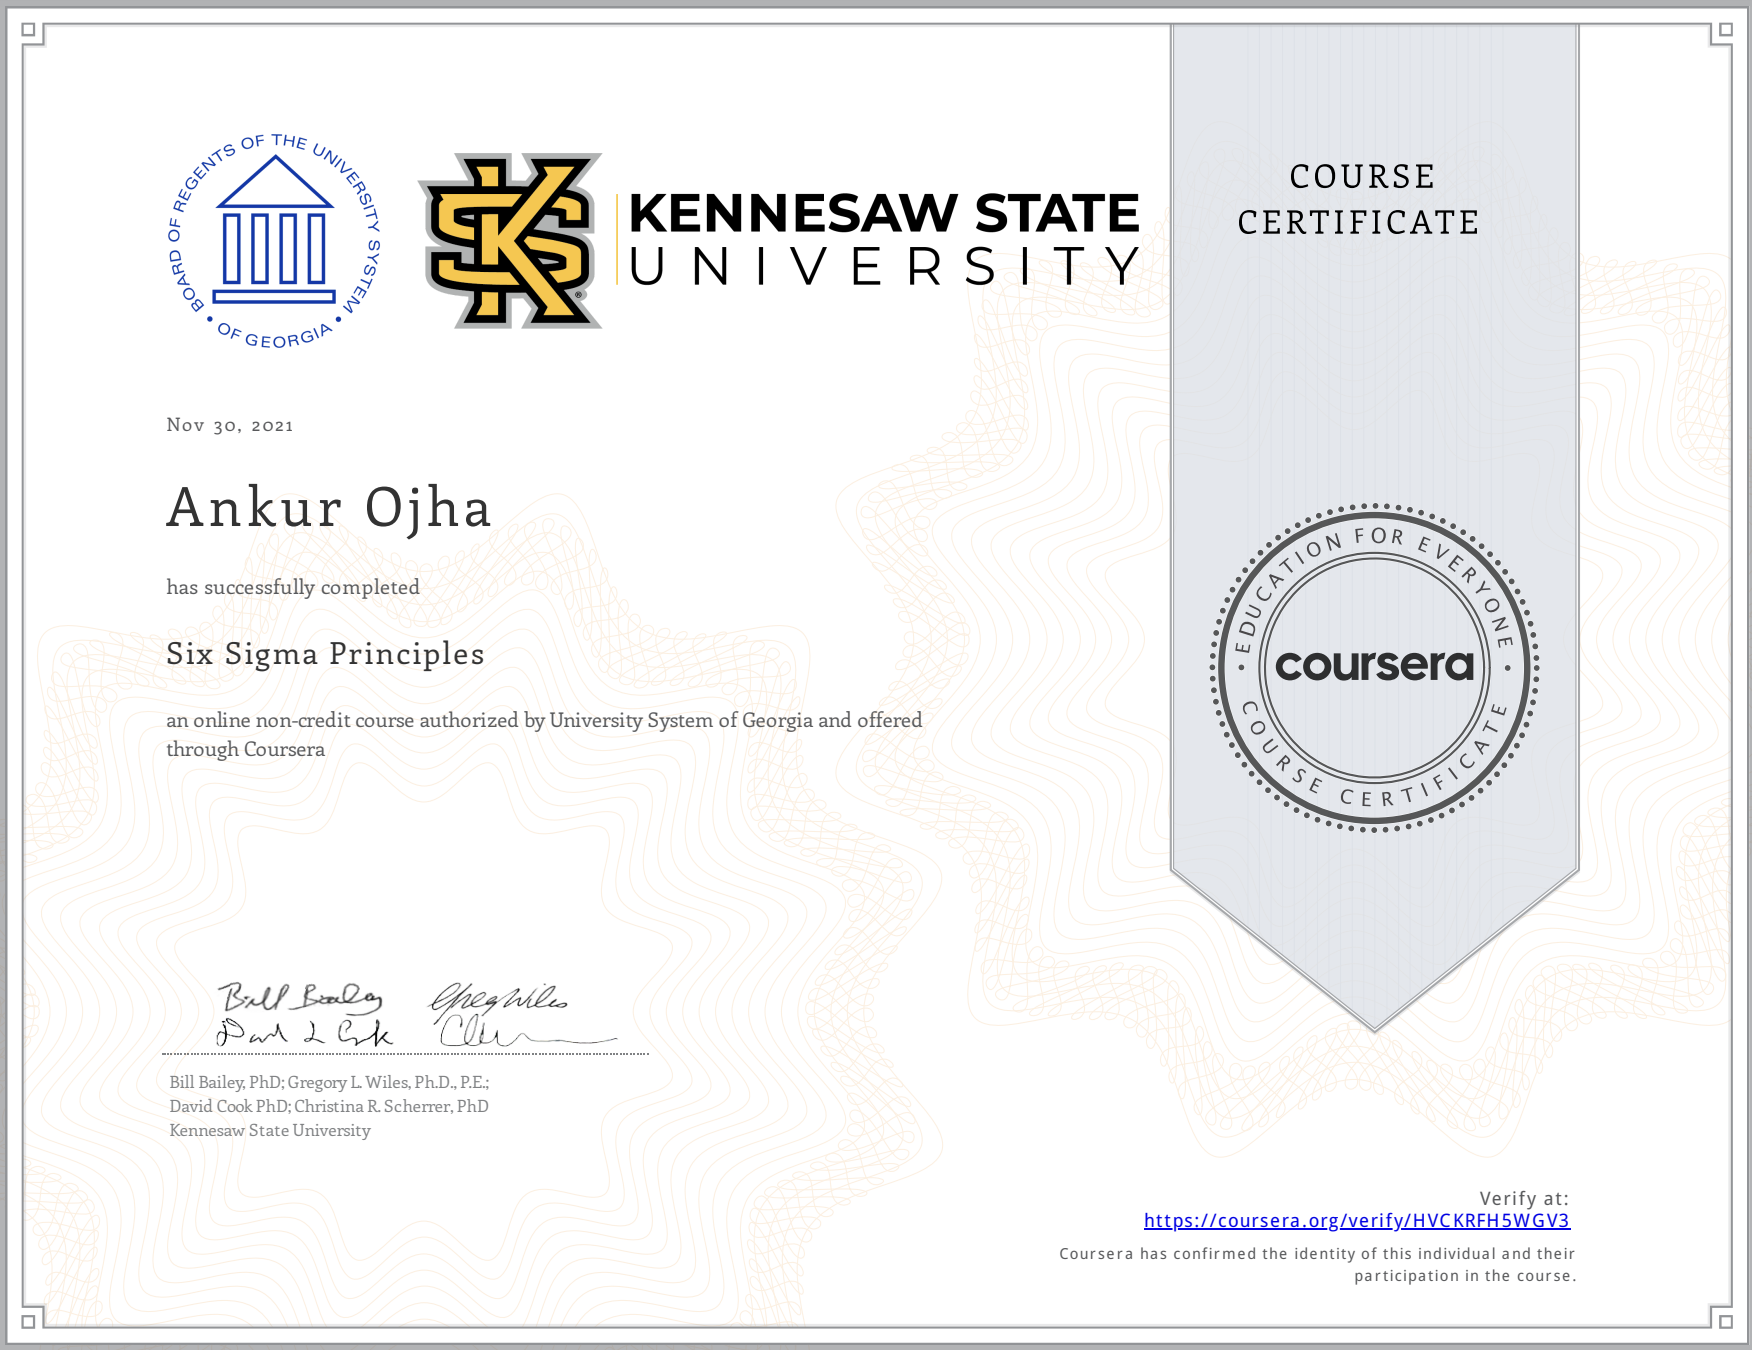 BOARD OF REGENTS OF THE UNIVERSITY SYSTEM
• OF GEORGIA •
KS
®
KENNESAW STATE
UNIVERSITY
COURSE
CERTIFICATE
Nov 30, 2021
Ankur Ojha
has successfully completed
Six Sigma Principles
an online non-credit course authorized by University System of Georgia and offered
through Coursera
• EDUCATION FOR EVERYONE •
coursera
COURSE CERTIFICATE
Bill Bailey Greg Wiles
David L Cook
Bill Bailey, PhD; Gregory L. Wiles, Ph.D., P.E.;
David Cook PhD; Christina R. Scherrer, PhD
Kennesaw State University
Verify at:
https://coursera.org/verify/HVCKRFH5WGV3
Coursera has confirmed the identity of this individual and their
participation in the course.